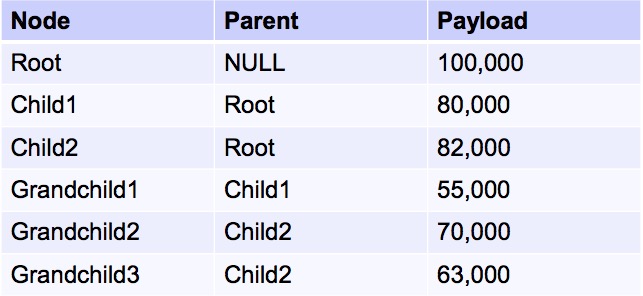 Node Parent Payload
Root NULL 100,000
Child1 Root 80,000
Child2 Root 82,000
Grandchild1 Child1 55,000
Grandchild2 Child2 70,000
Grandchild3 Child2 63,000